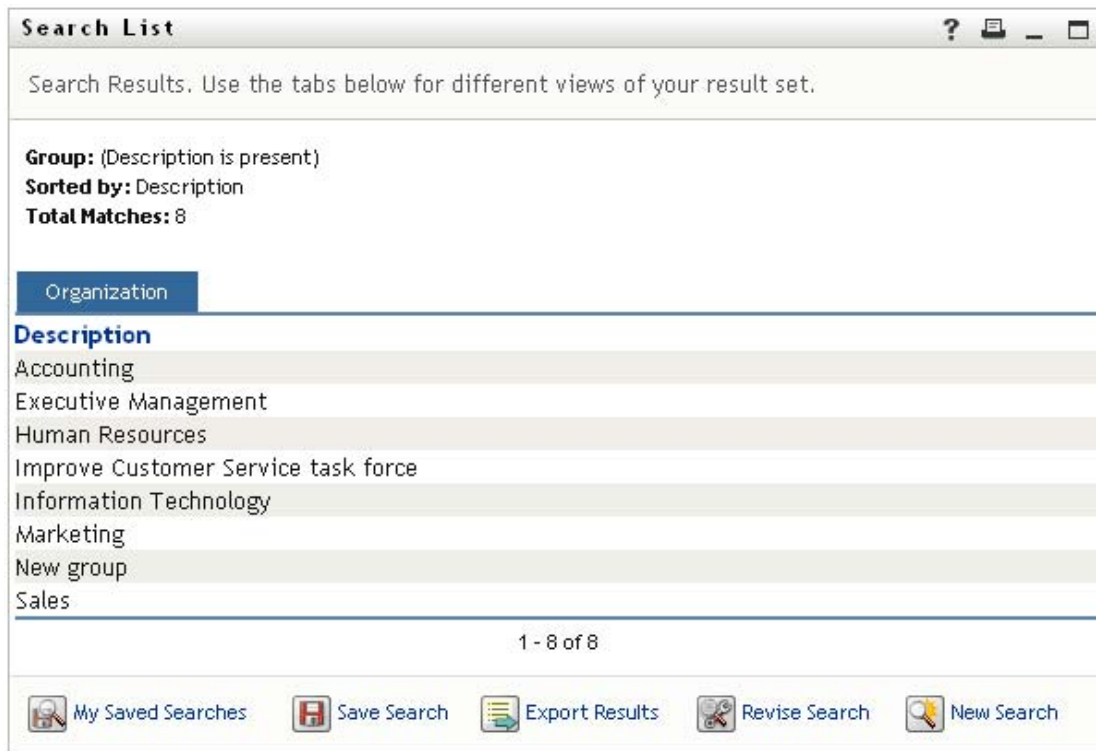 Search List ?
Search Results. Use the tabs below for different views of your result set.
Group: (Description is present)
Sorted by: Description
Total Matches: 8
Organization
Description
Accounting
Executive Management
Human Resources
Improve Customer Service task force
Information Technology
Marketing
New group
Sales
1 - 8 of 8
My Saved Searches Save Search Export Results Revise Search New Search